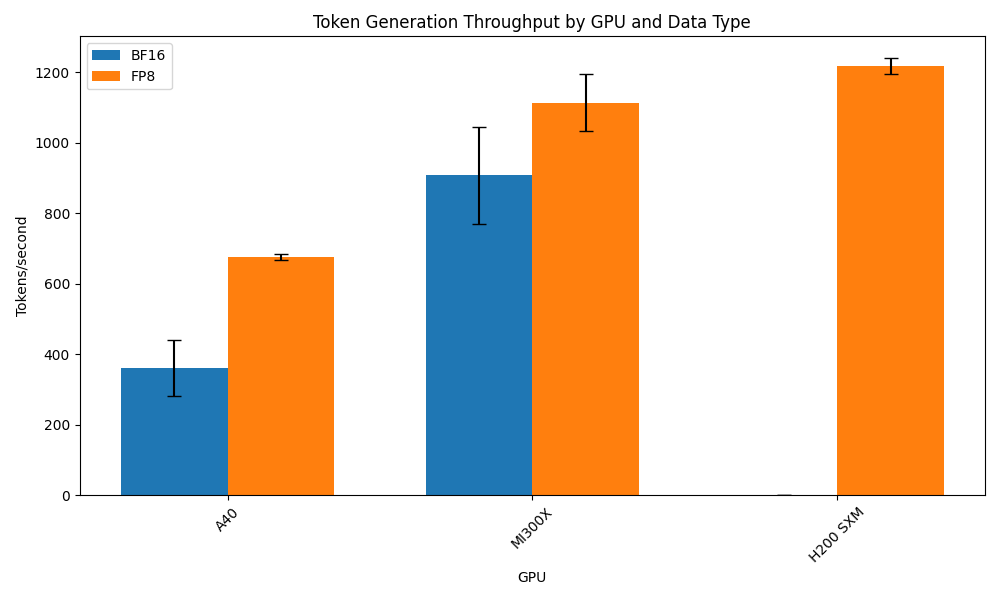 Token Generation Throughput by GPU and Data Type
BF16
FP8
Tokens/second
1200
1000
800
600
400
200
0
A40
MI300X
H200 SXM
GPU